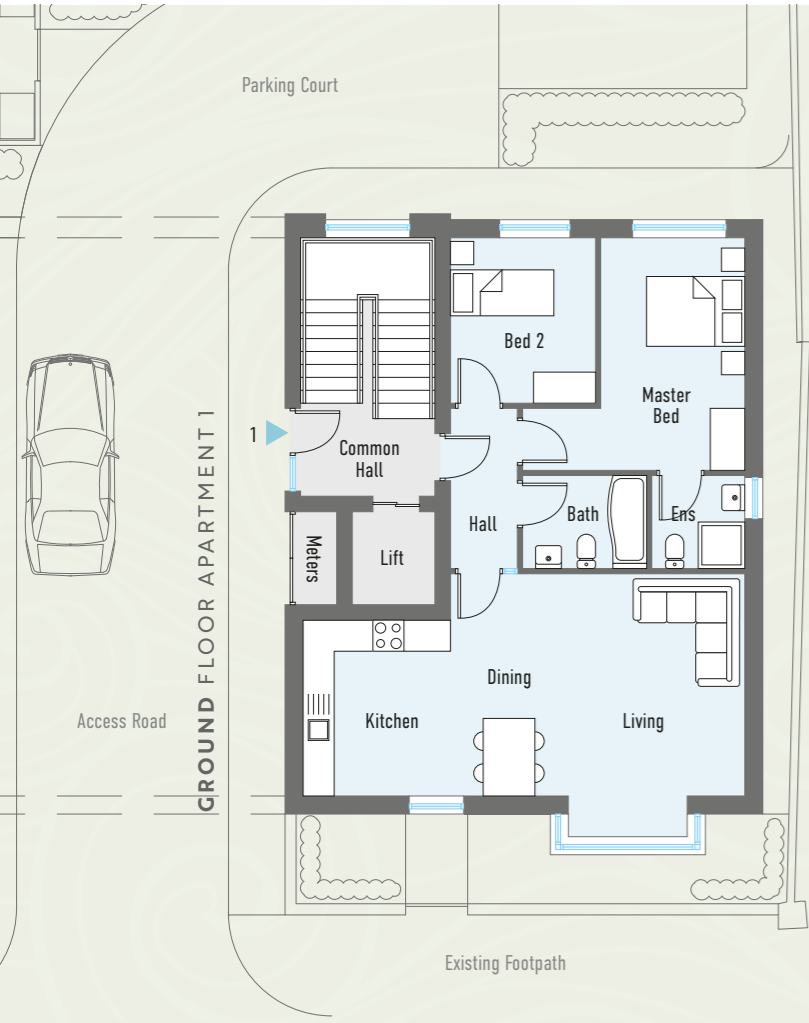 Parking Court
Bed 2
Master
Bed
1
Common
Hall
GROUND FLOOR APARTMENT 1
Meters
Lift
Hall
Bath
Ens
Dining
Access Road
Kitchen
Living
Existing Footpath